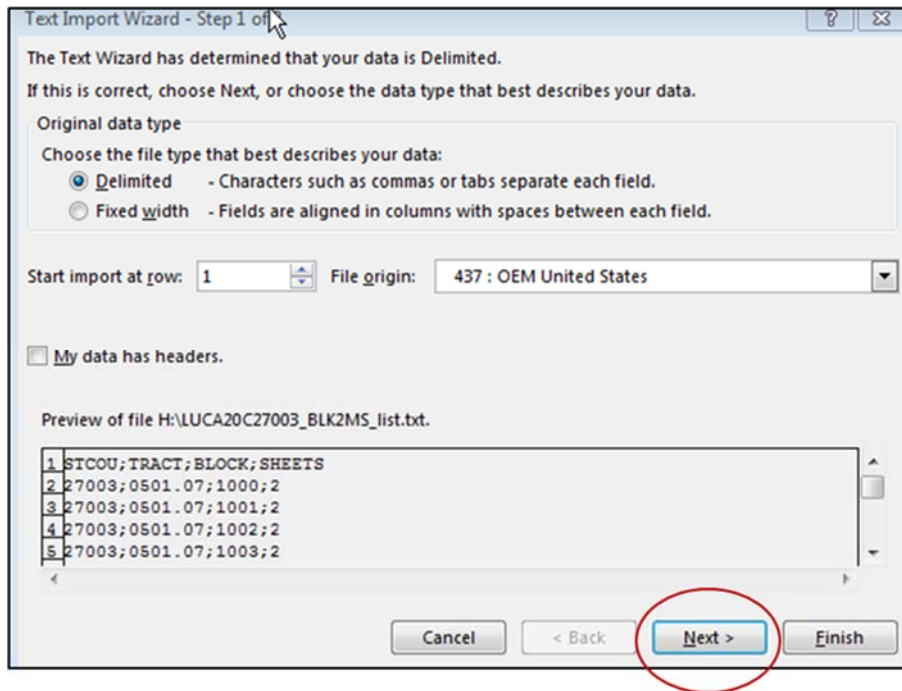 Text Import Wizard - Step 1 of
The Text Wizard has determined that your data is Delimited.
If this is correct, choose Next, or choose the data type that best describes your data.
Original data type
Choose the file type that best describes your data:
Delimited - Characters such as commas or tabs separate each field.
Fixed width - Fields are aligned in columns with spaces between each field.
Start import at row: 1 File origin: 437 : OEM United States
My data has headers.
Preview of file H:\LUCA20C27003_BLK2MS_list.txt.
1 STCOU;TRACT;BLOCK;SHEETS
2 27003;0501.07;1000;2
3 27003;0501.07;1001;2
4 27003;0501.07;1002;2
5 27003;0501.07;1003;2
Cancel < Back Next > Finish